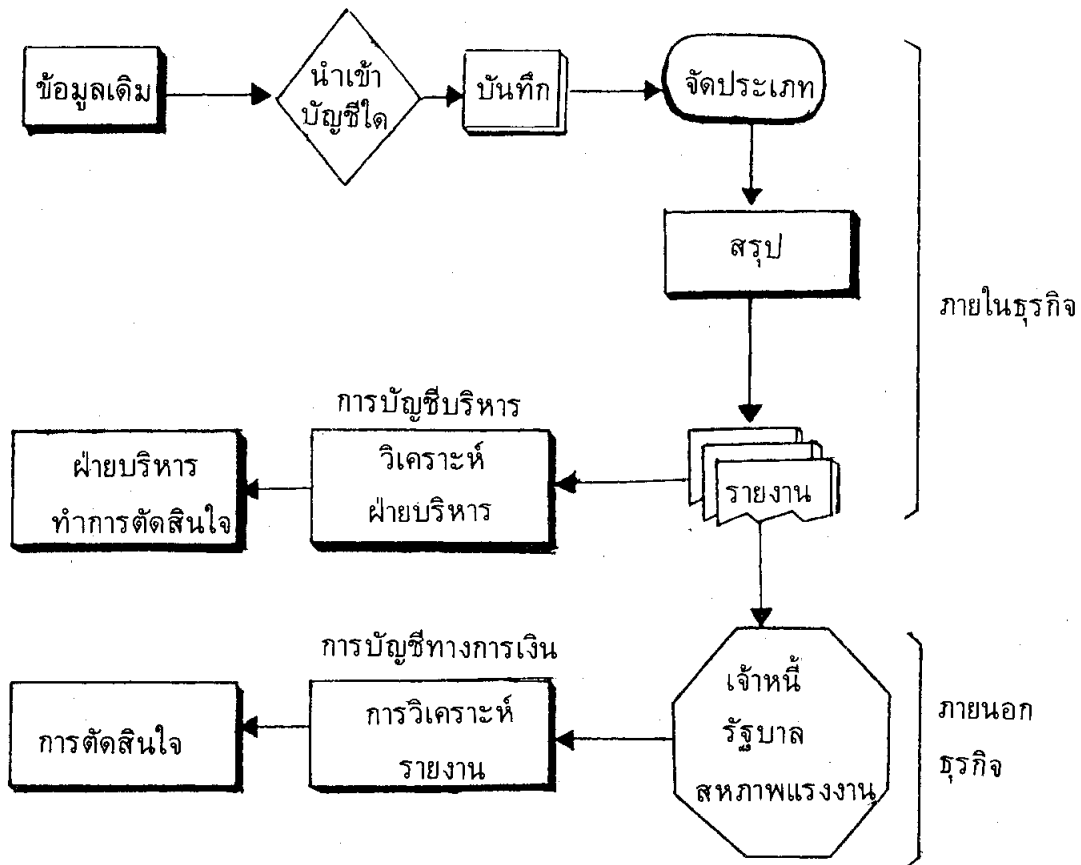 ข้อมูลเดิม
นำเข้า
บัญชีใด
บันทึก
จัดประเภท
สรุป
ภายในธุรกิจ
การบัญชีบริหาร
ฝ่ายบริหาร
ทำการตัดสินใจ
วิเคราะห์
ฝ่ายบริหาร
รายงาน
การบัญชีทางการเงิน
การตัดสินใจ
การวิเคราะห์
รายงาน
เจ้าหนี้
รัฐบาล
สหภาพแรงงาน
ภายนอก
ธุรกิจ